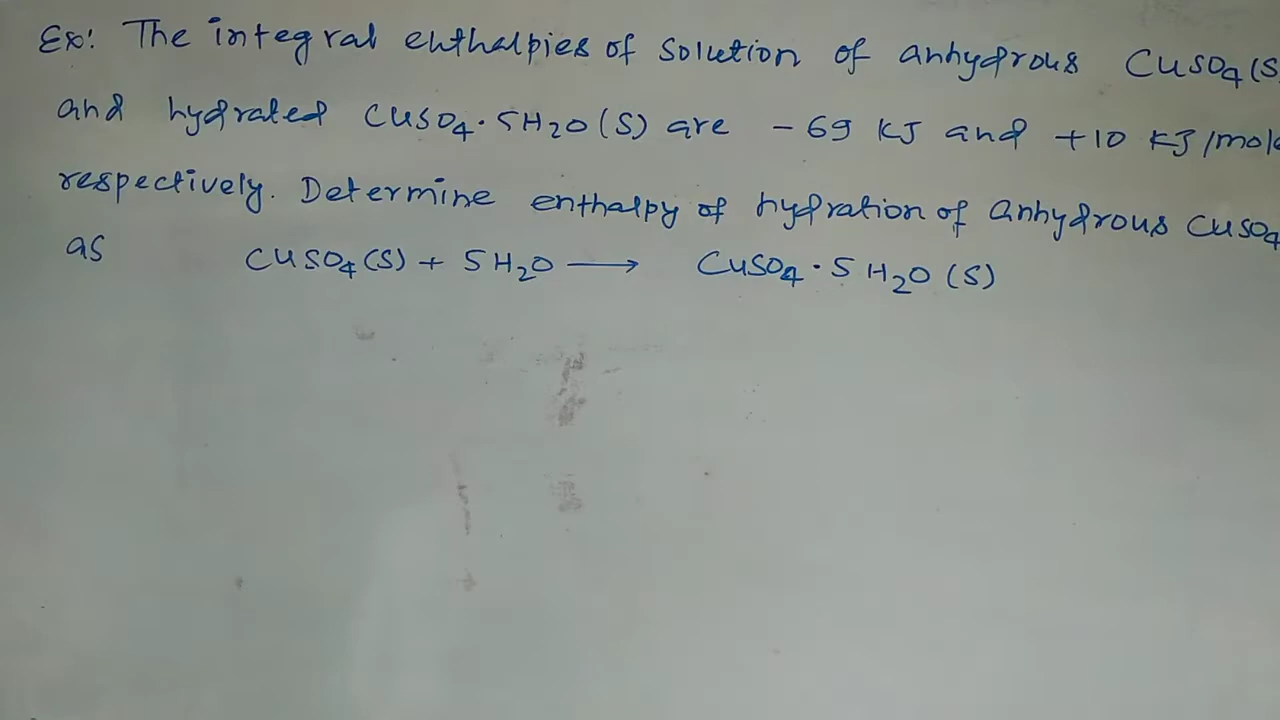 Ex: The integral enthalpies of solution of anhydrous CuSO4(S
and hydrated CuSO4·5H2O(S) are -69 KJ and +10 KJ/mole
respectively. Determine enthalpy of hydration of anhydrous CuSO4
as CuSO4(S) + 5H2O → CuSO4·5H2O(S)